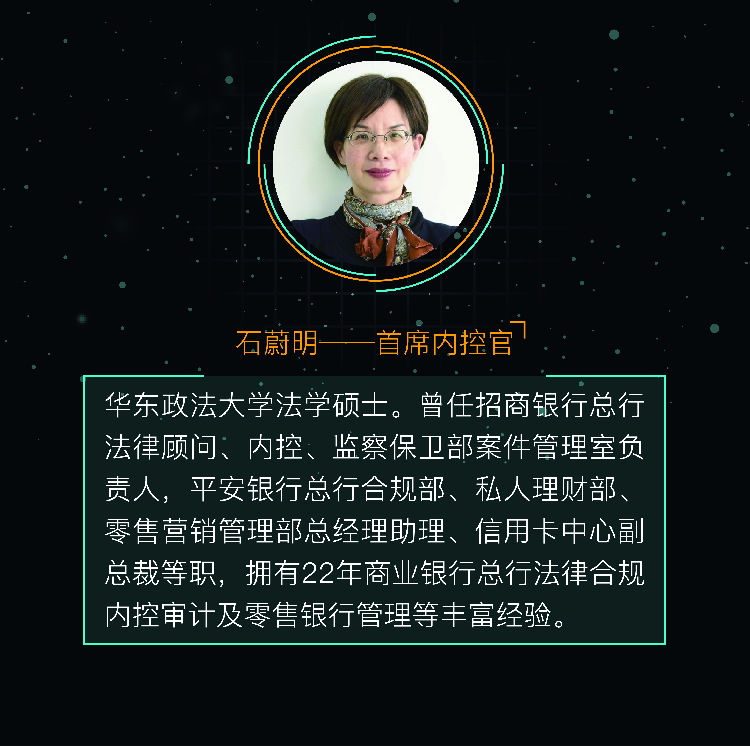 石蔚明——首席内控官
华东政法大学法学硕士。曾任招商银行总行
法律顾问、内控、监察保卫部案件管理室负
责人，平安银行总行合规部、私人理财部、
零售营销管理部总经理助理、信用卡中心副
总裁等职，拥有22年商业银行总行法律合规
内控审计及零售银行管理等丰富经验。